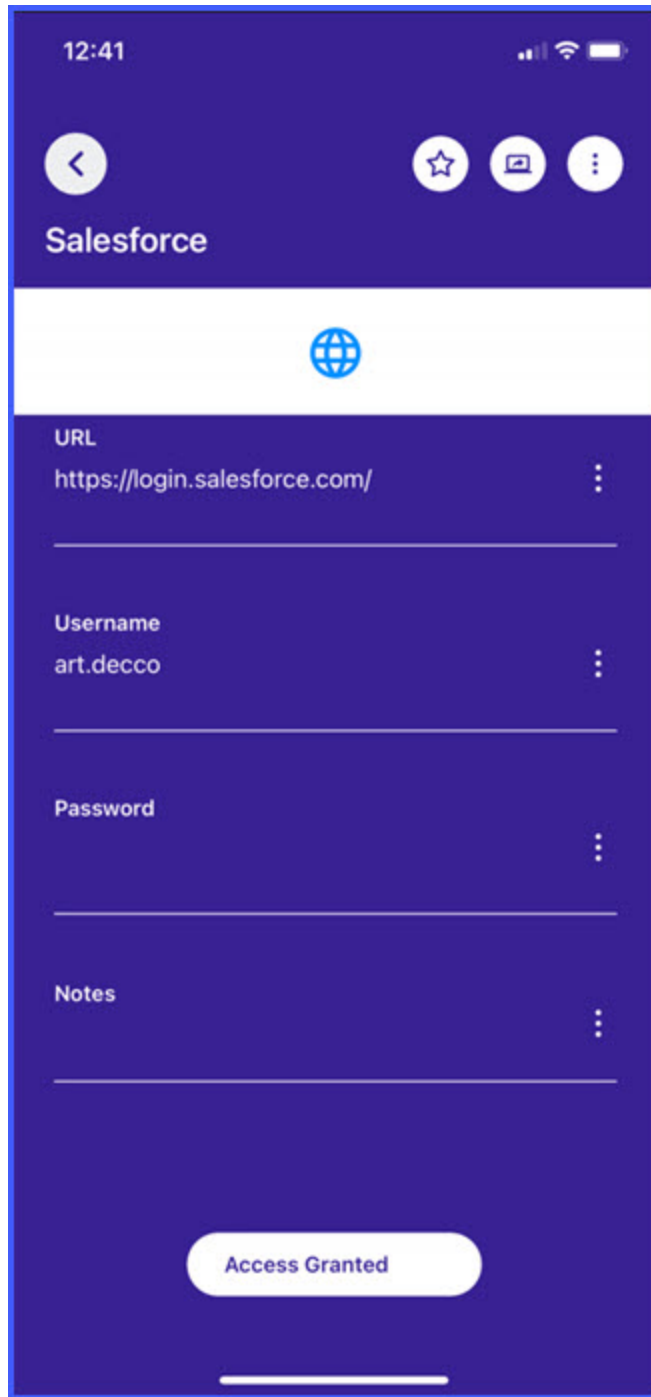 12:41
Salesforce
URL
https://login.salesforce.com/
Username
art.decco
Password
Notes
Access Granted